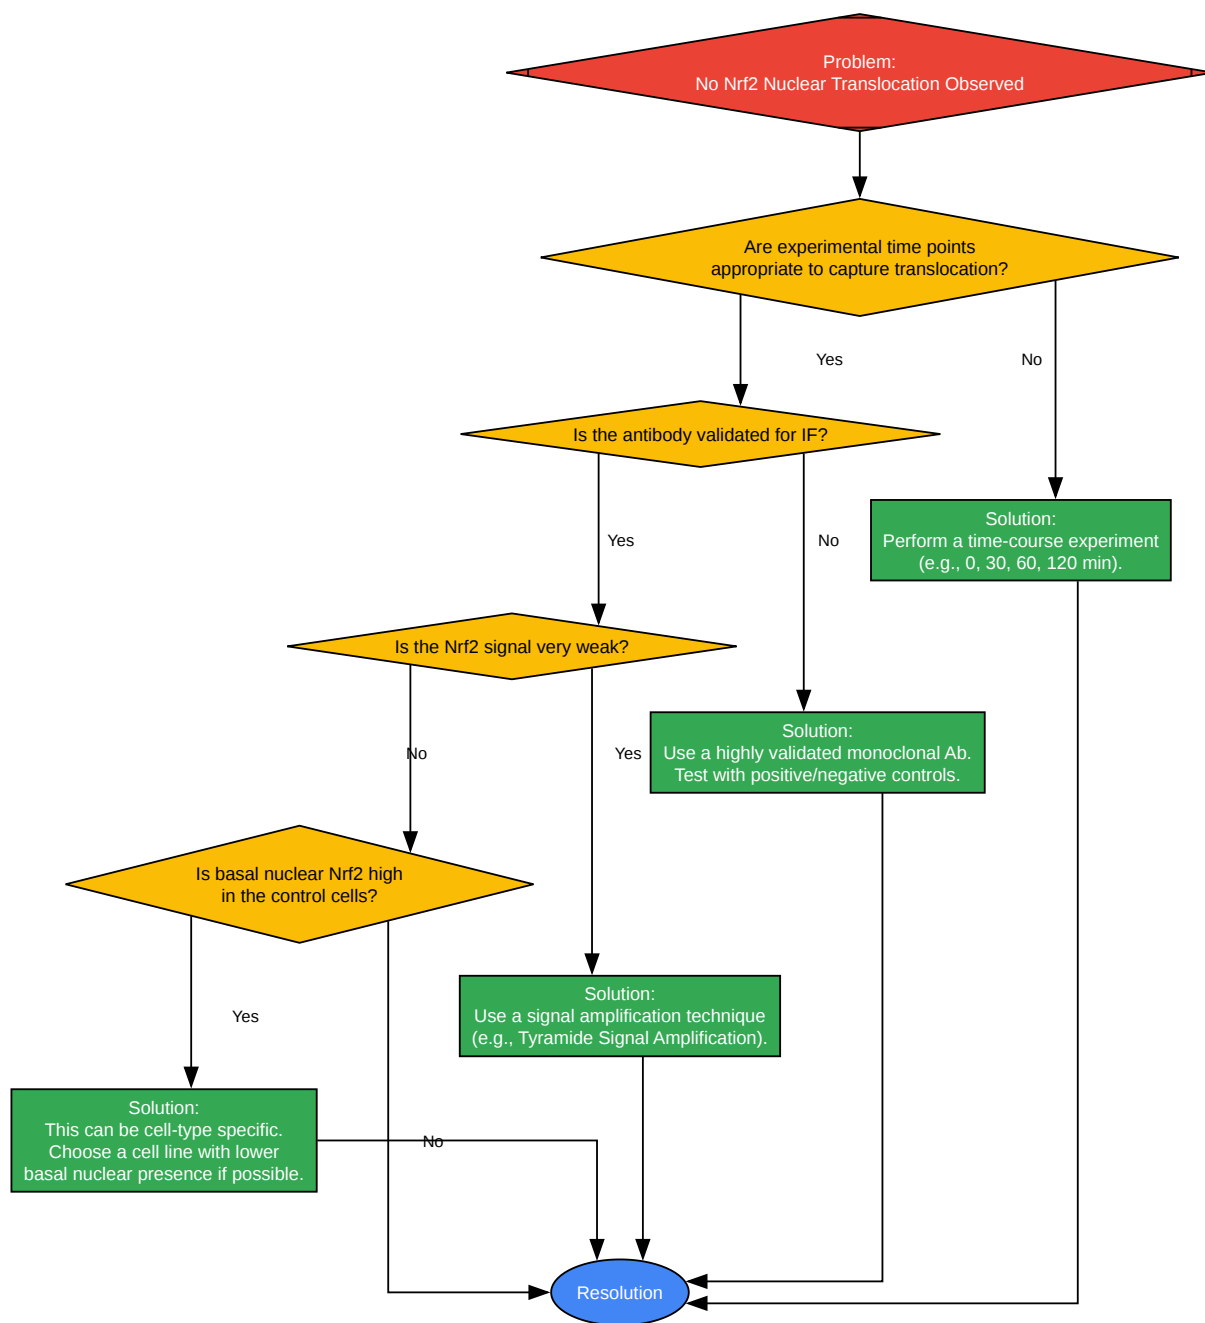 Problem:
No Nrf2 Nuclear Translocation Observed
Are experimental time points
appropriate to capture translocation?
Yes
No
Is the antibody validated for IF?
Solution:
Perform a time-course experiment
(e.g., 0, 30, 60, 120 min).
Yes
No
Is the Nrf2 signal very weak?
Solution:
Use a highly validated monoclonal Ab.
Test with positive/negative controls.
No
Yes
Is basal nuclear Nrf2 high
in the control cells?
Solution:
Use a signal amplification technique
(e.g., Tyramide Signal Amplification).
Yes
Solution:
This can be cell-type specific.
Choose a cell line with lower
basal nuclear presence if possible.
No
Resolution